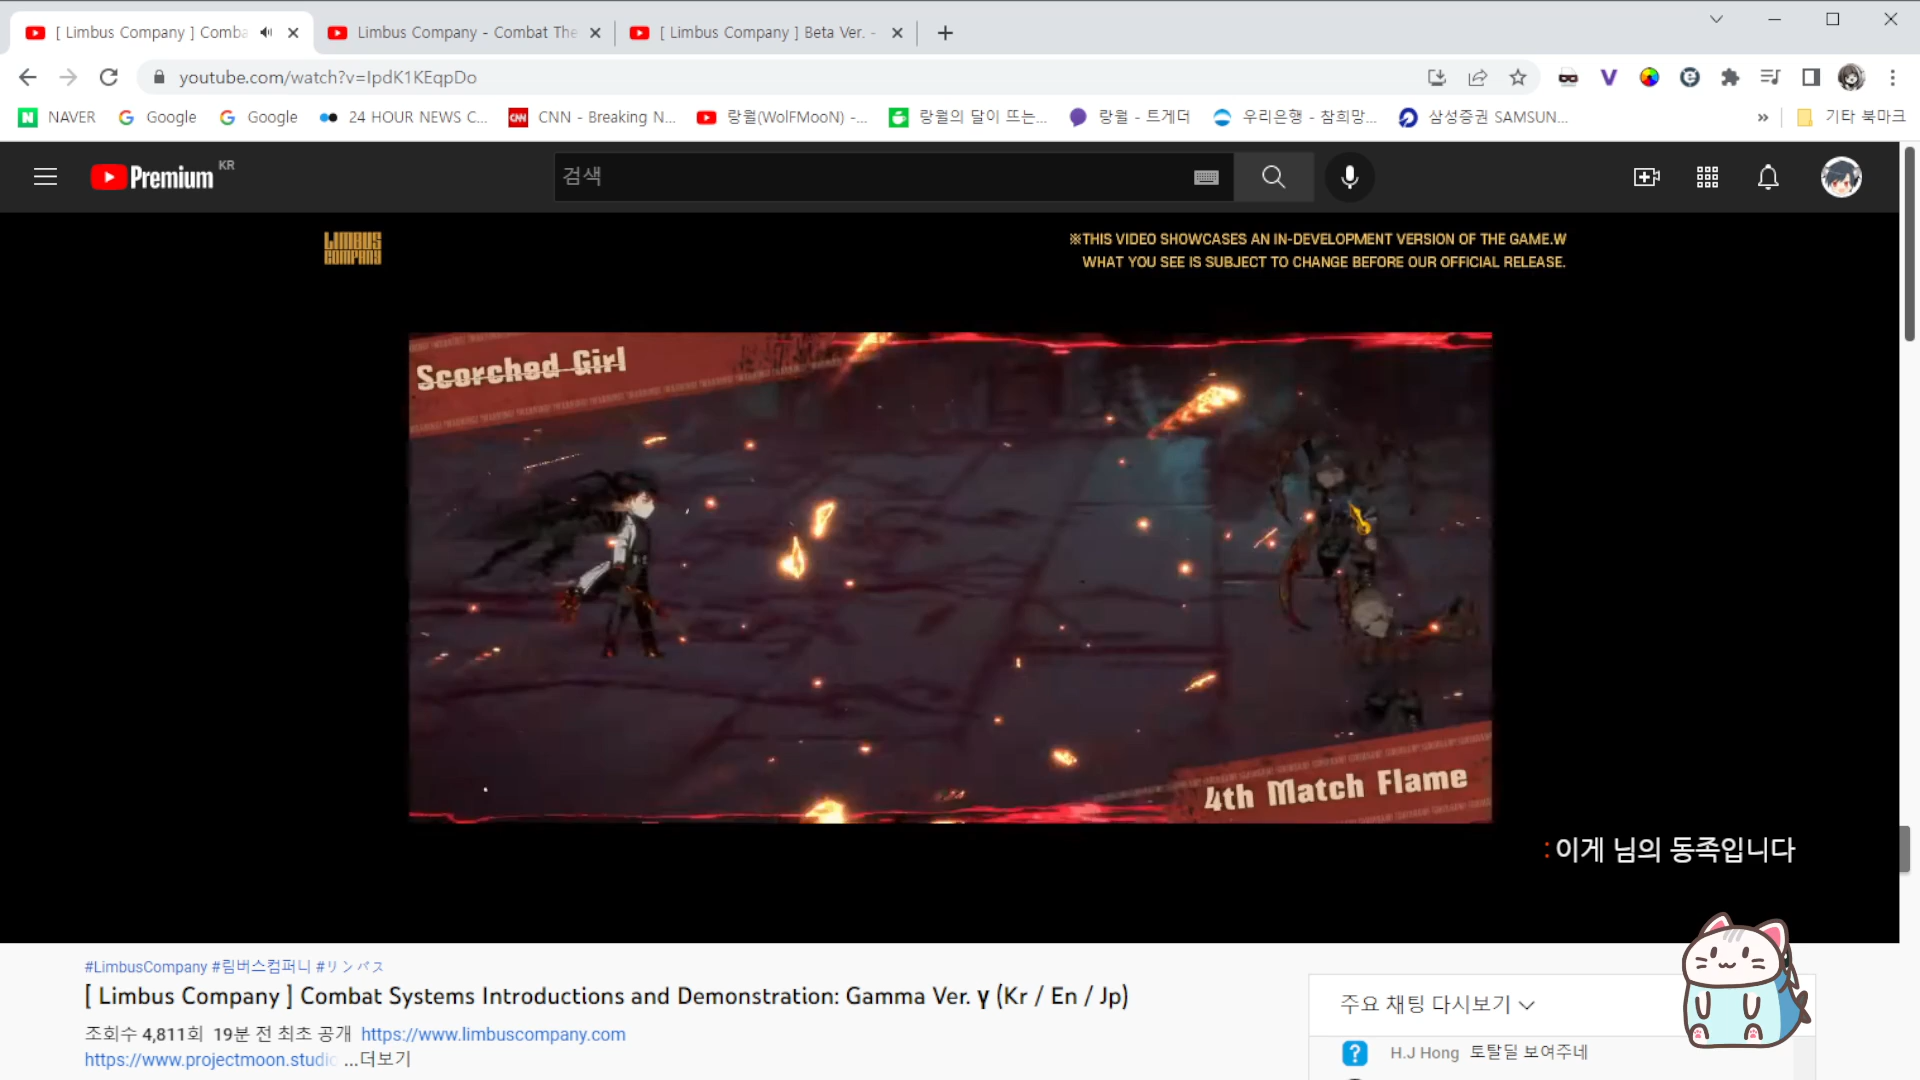 [ Limbus Company ] Comba
Limbus Company - Combat The
[ Limbus Company ] Beta Ver. -
youtube.com/watch?v=IpdK1KEqpDo
NAVER
Google
Google
24 HOUR NEWS C...
CNN - Breaking N...
랑월(WolFMooN) -...
랑월의 달이 뜨는...
랑월 - 트게더
우리은행 - 참희망...
삼성증권 SAMSUN...
»
기타 북마크
Premium KR
검색
LIMBUS
COMPANY
※THIS VIDEO SHOWCASES AN IN-DEVELOPMENT VERSION OF THE GAME.W
WHAT YOU SEE IS SUBJECT TO CHANGE BEFORE OUR OFFICIAL RELEASE.
Scorched Girl
4th Match Flame
: 이게 님의 동족입니다
#LimbusCompany #림버스컴퍼니 #リンバス
[ Limbus Company ] Combat Systems Introductions and Demonstration: Gamma Ver. γ (Kr / En / Jp)
조회수 4,811회 19분 전 최초 공개 https://www.limbuscompany.com
https://www.projectmoon.studio ...더보기
주요 채팅 다시보기
H.J Hong 토탈딜 보여주네